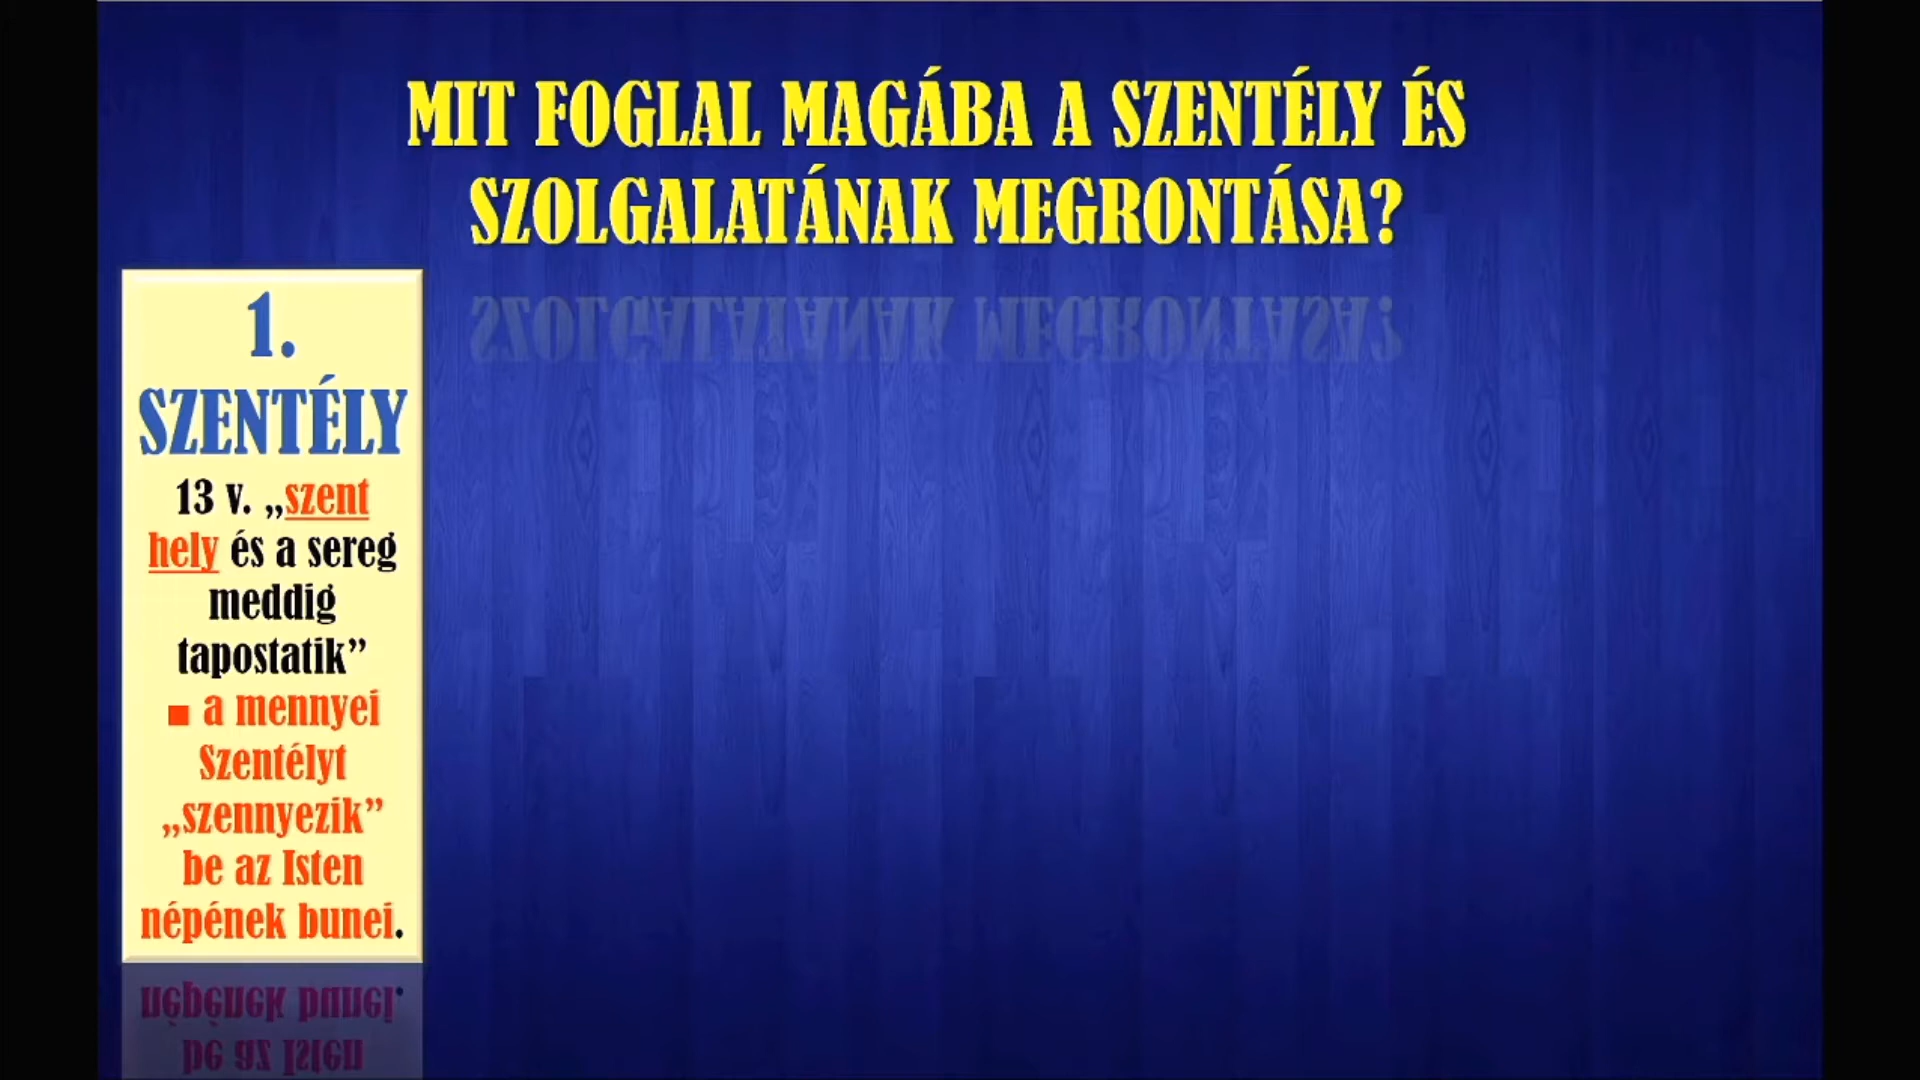 MIT FOGLAL MAGÁBA A SZENTÉLY ÉS
SZOLGALATÁNAK MEGRONTÁSA?
1.
SZENTÉLY
13 v. „szent
hely és a sereg
meddig
tapostatik”
■ a mennyei
Szentélyt
„szennyezik”
be az Isten
népének bunei.